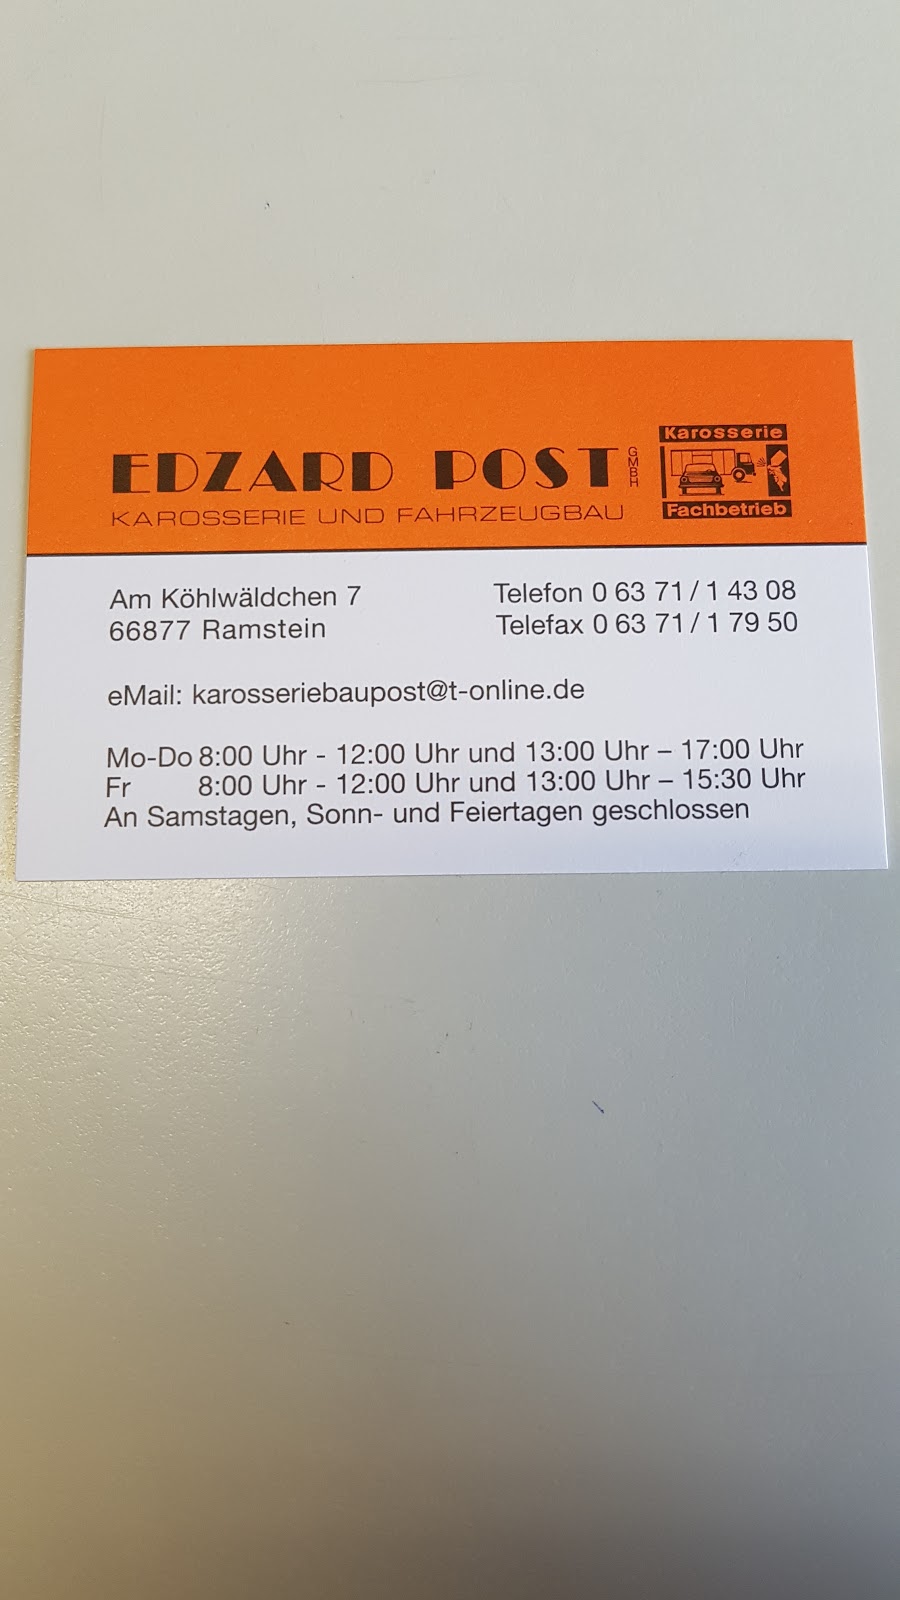 EDZARD POST GMBH
KAROSSERIE UND FAHRZEUGBAU
Karosserie
Fachbetrieb
Am Köhlwäldchen 7
66877 Ramstein
Telefon 0 63 71 / 1 43 08
Telefax 0 63 71 / 1 79 50
eMail: karosseriebaupost@t-online.de
Mo-Do 8:00 Uhr - 12:00 Uhr und 13:00 Uhr – 17:00 Uhr
Fr 8:00 Uhr - 12:00 Uhr und 13:00 Uhr – 15:30 Uhr
An Samstagen, Sonn- und Feiertagen geschlossen